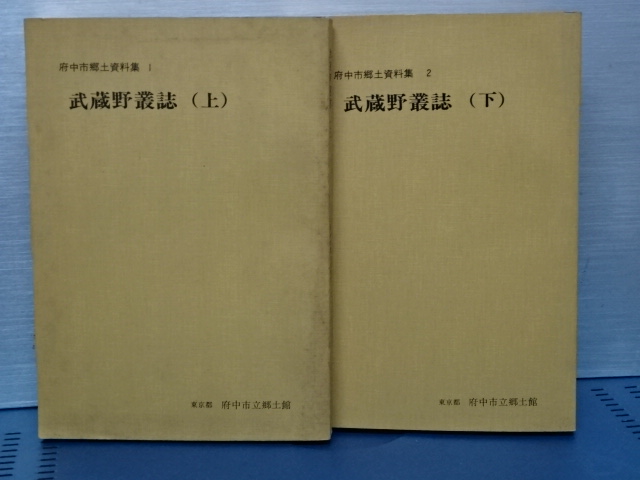 府中市郷土資料集 1
武蔵野叢誌（上）
東京都 府中市立郷土館
府中市郷土資料集 2
武蔵野叢誌（下）
東京都 府中市立郷土館